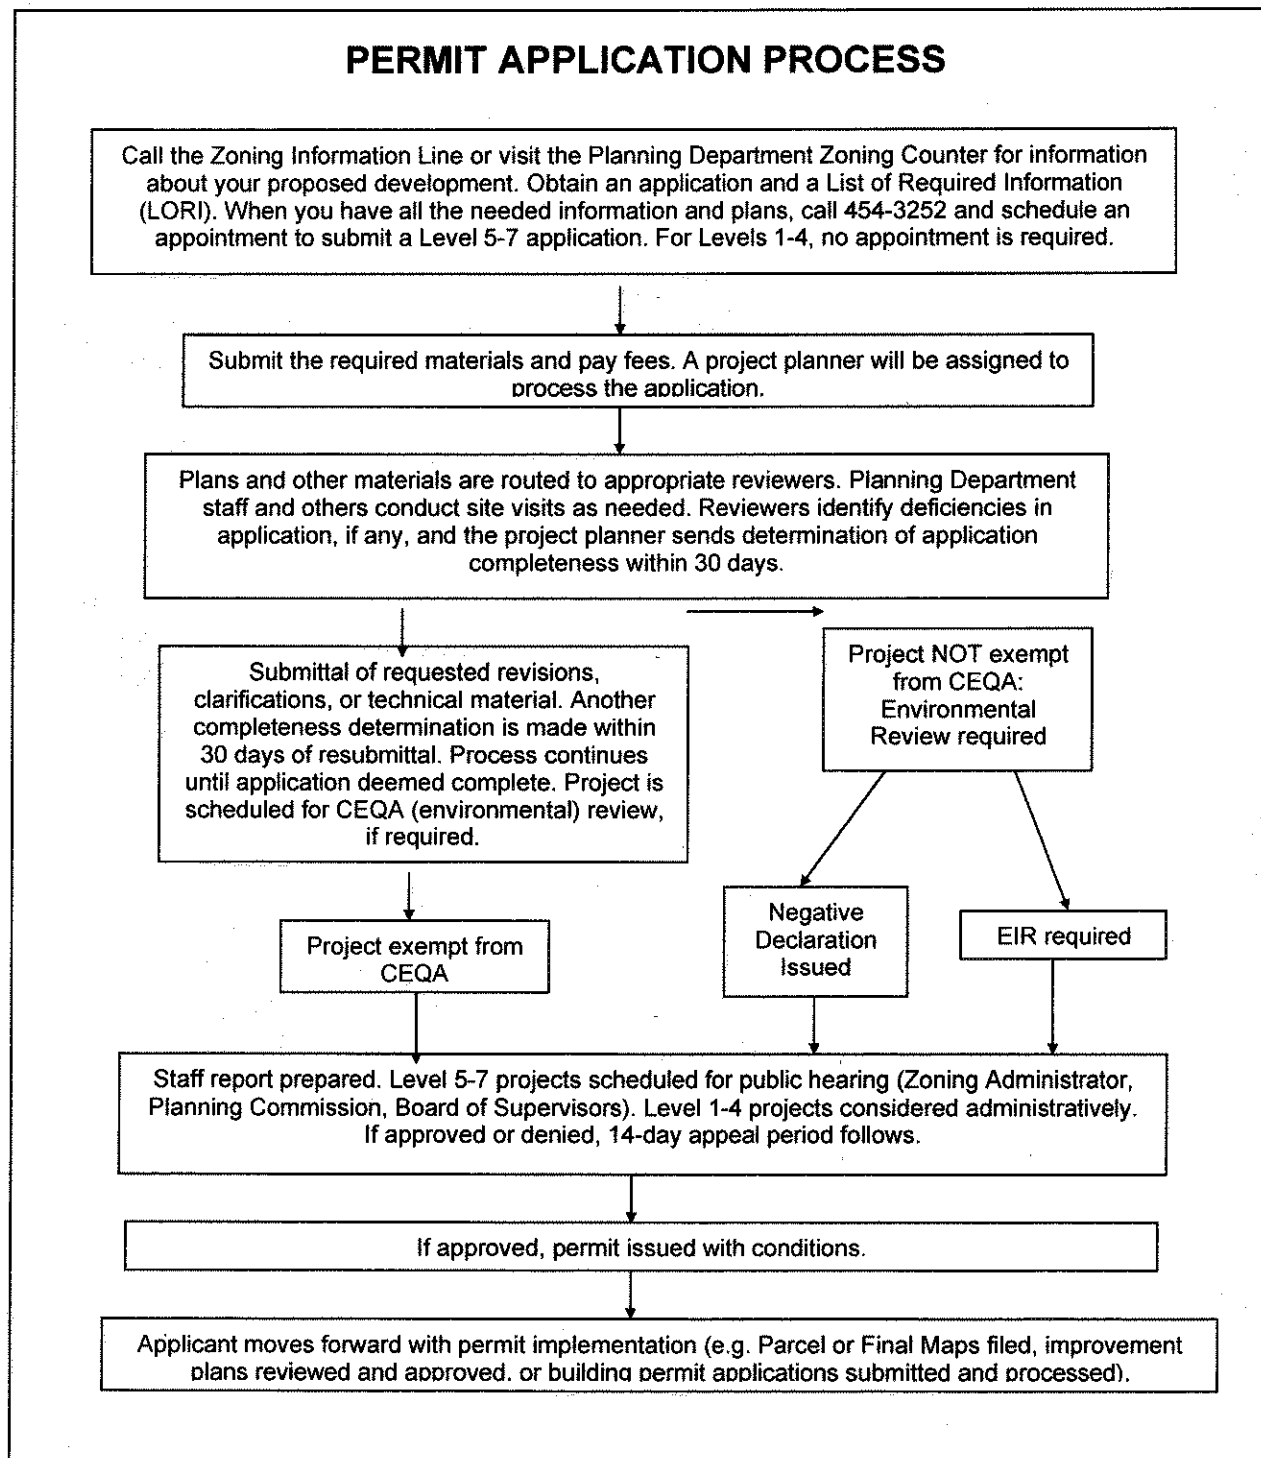 PERMIT APPLICATION PROCESS
Call the Zoning Information Line or visit the Planning Department Zoning Counter for information
about your proposed development. Obtain an application and a List of Required Information
(LORI). When you have all the needed information and plans, call 454-3252 and schedule an
appointment to submit a Level 5-7 application. For Levels 1-4, no appointment is required.
Submit the required materials and pay fees. A project planner will be assigned to
process the application.
Plans and other materials are routed to appropriate reviewers. Planning Department
staff and others conduct site visits as needed. Reviewers identify deficiencies in
application, if any, and the project planner sends determination of application
completeness within 30 days.
Submittal of requested revisions,
clarifications, or technical material. Another
completeness determination is made within
30 days of resubmittal. Process continues
until application deemed complete. Project is
scheduled for CEQA (environmental) review,
if required.
Project NOT exempt
from CEQA:
Environmental
Review required
Project exempt from
CEQA
Negative
Declaration
Issued
EIR required
Staff report prepared. Level 5-7 projects scheduled for public hearing (Zoning Administrator,
Planning Commission, Board of Supervisors). Level 1-4 projects considered administratively.
If approved or denied, 14-day appeal period follows.
If approved, permit issued with conditions.
Applicant moves forward with permit implementation (e.g. Parcel or Final Maps filed, improvement
plans reviewed and approved, or building permit applications submitted and processed).